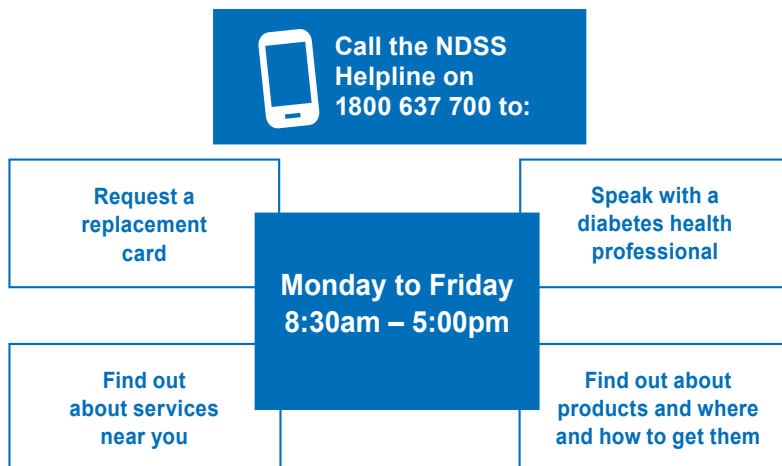 Call the NDSS
Helpline on
1800 637 700 to:
Request a
replacement
card
Speak with a
diabetes health
professional
Monday to Friday
8:30am – 5:00pm
Find out
about services
near you
Find out about
products and where
and how to get them